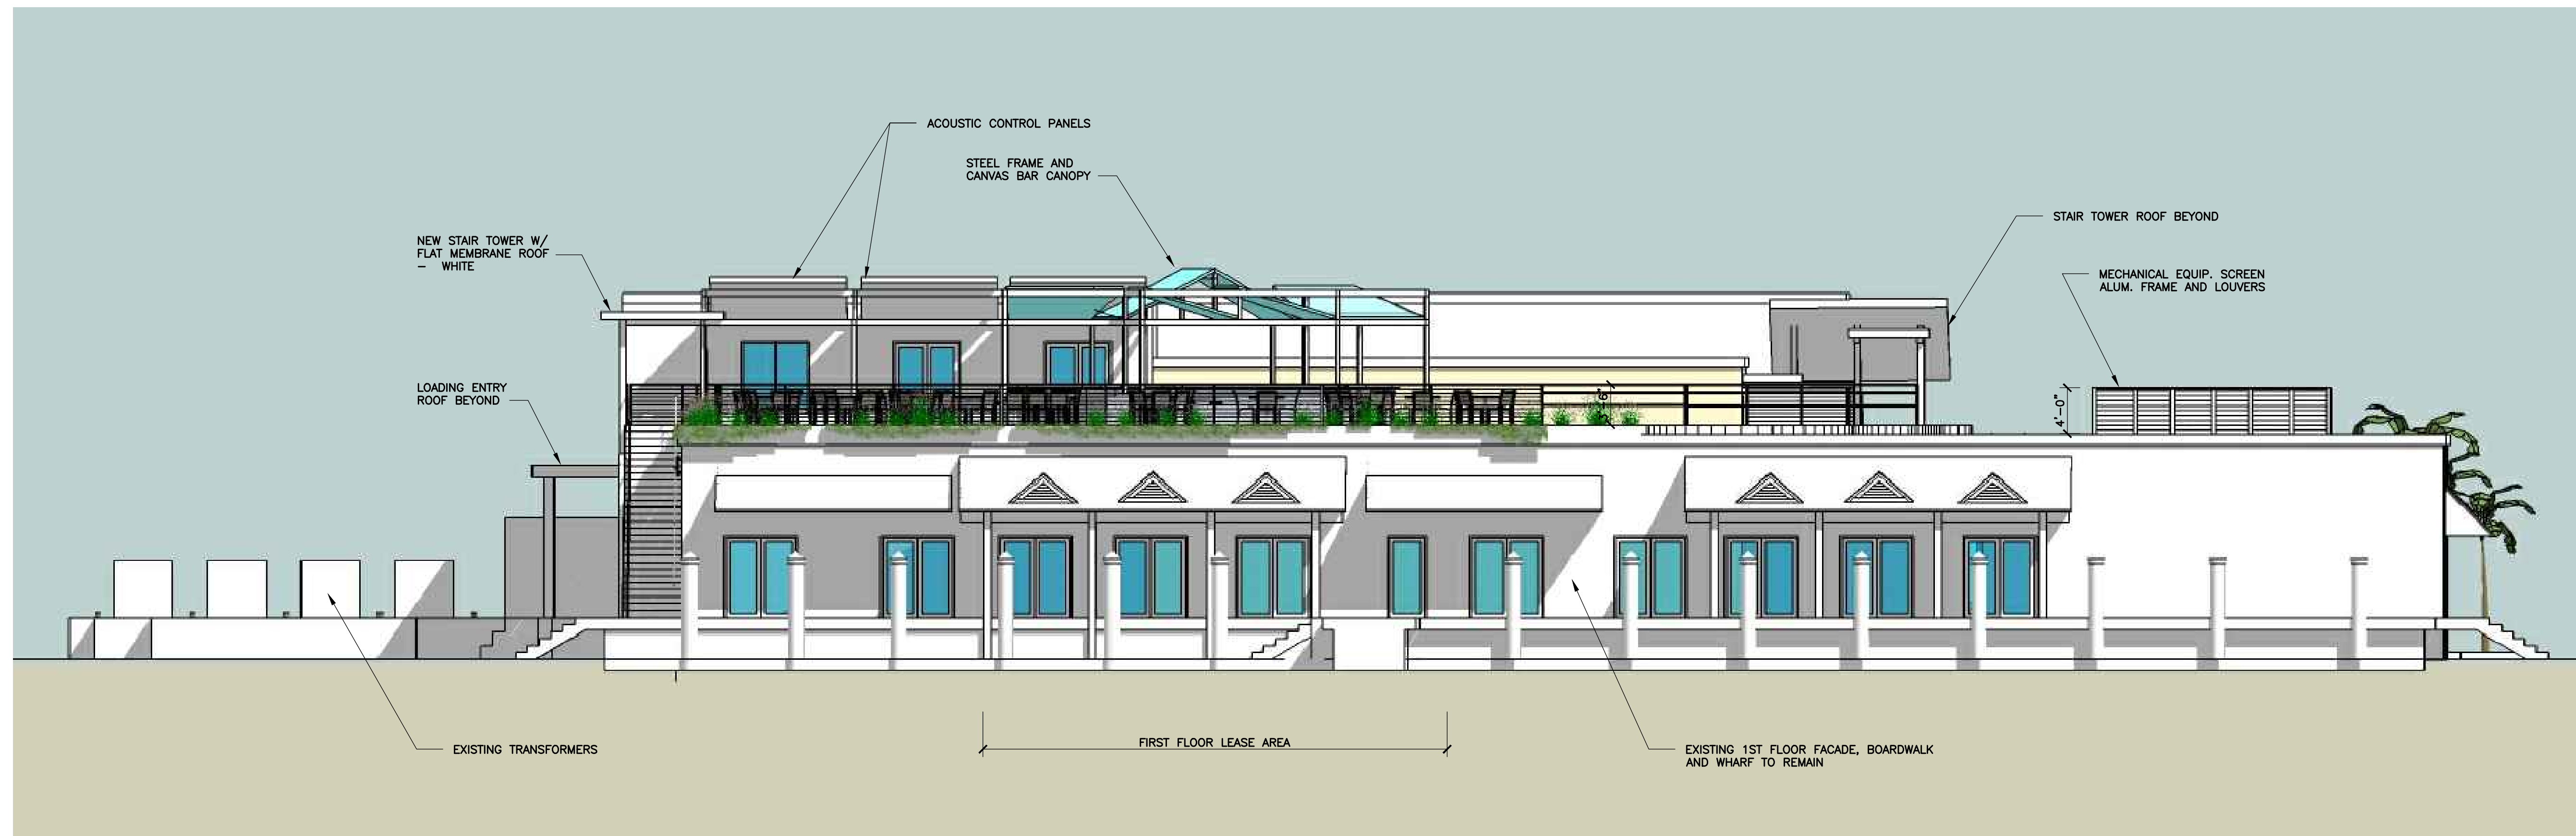 ACOUSTIC CONTROL PANELS
STEEL FRAME AND
CANVAS BAR CANOPY
STAIR TOWER ROOF BEYOND
NEW STAIR TOWER W/
FLAT MEMBRANE ROOF
- WHITE
MECHANICAL EQUIP. SCREEN
ALUM. FRAME AND LOUVERS
LOADING ENTRY
ROOF BEYOND
3'-6"
4'-0"
FIRST FLOOR LEASE AREA
EXISTING TRANSFORMERS
EXISTING 1ST FLOOR FACADE, BOARDWALK
AND WHARF TO REMAIN